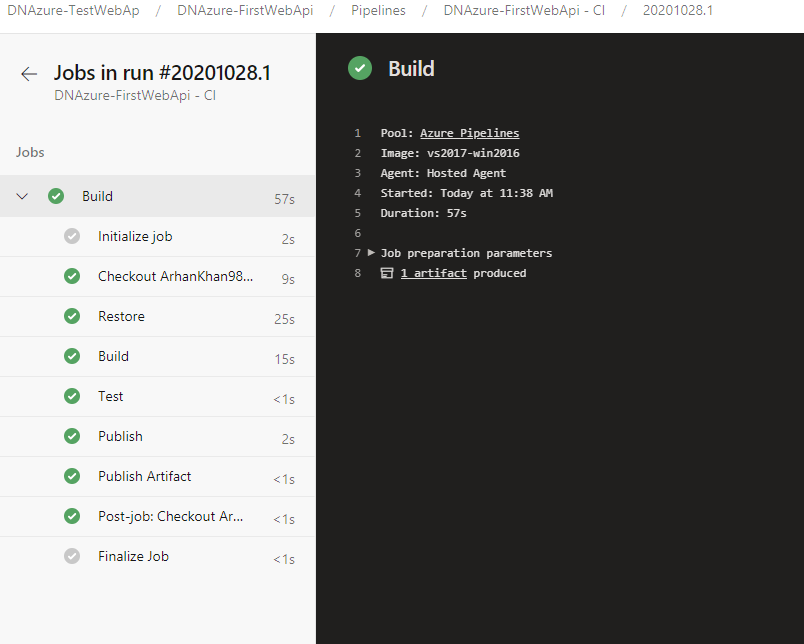 DNAzure-TestWebAp / DNAzure-FirstWebApi / Pipelines / DNAzure-FirstWebApi - CI / 20201028.1
Jobs in run #20201028.1
DNAzure-FirstWebApi - CI
Jobs
Build 57s
Initialize job 2s
Checkout ArhanKhan98... 9s
Restore 25s
Build 15s
Test <1s
Publish 2s
Publish Artifact <1s
Post-job: Checkout Ar... <1s
Finalize Job <1s
Build
1 Pool: Azure Pipelines
2 Image: vs2017-win2016
3 Agent: Hosted Agent
4 Started: Today at 11:38 AM
5 Duration: 57s
6
7 Job preparation parameters
8 1 artifact produced